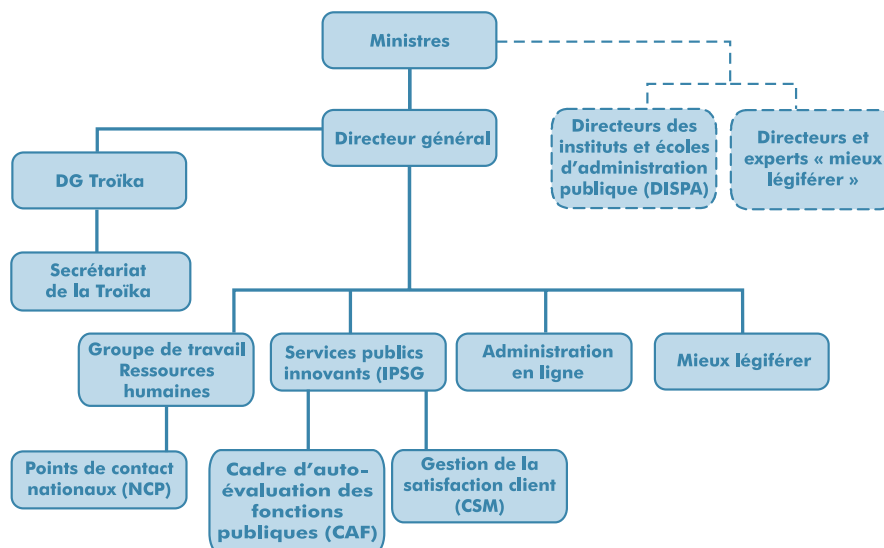 Ministres
Directeur général
Directeurs des
instituts et écoles
d'administration
publique (DISPA)
Directeurs et
experts « mieux
légiférer »
DG Troïka
Secrétariat
de la Troïka
Groupe de travail
Ressources
humaines
Services publics
innovants (IPSG
Administration
en ligne
Mieux légiférer
Points de contact
nationaux (NCP)
Cadre d'auto-
évaluation des
fonctions
publiques (CAF)
Gestion de la
satisfaction client
(CSM)